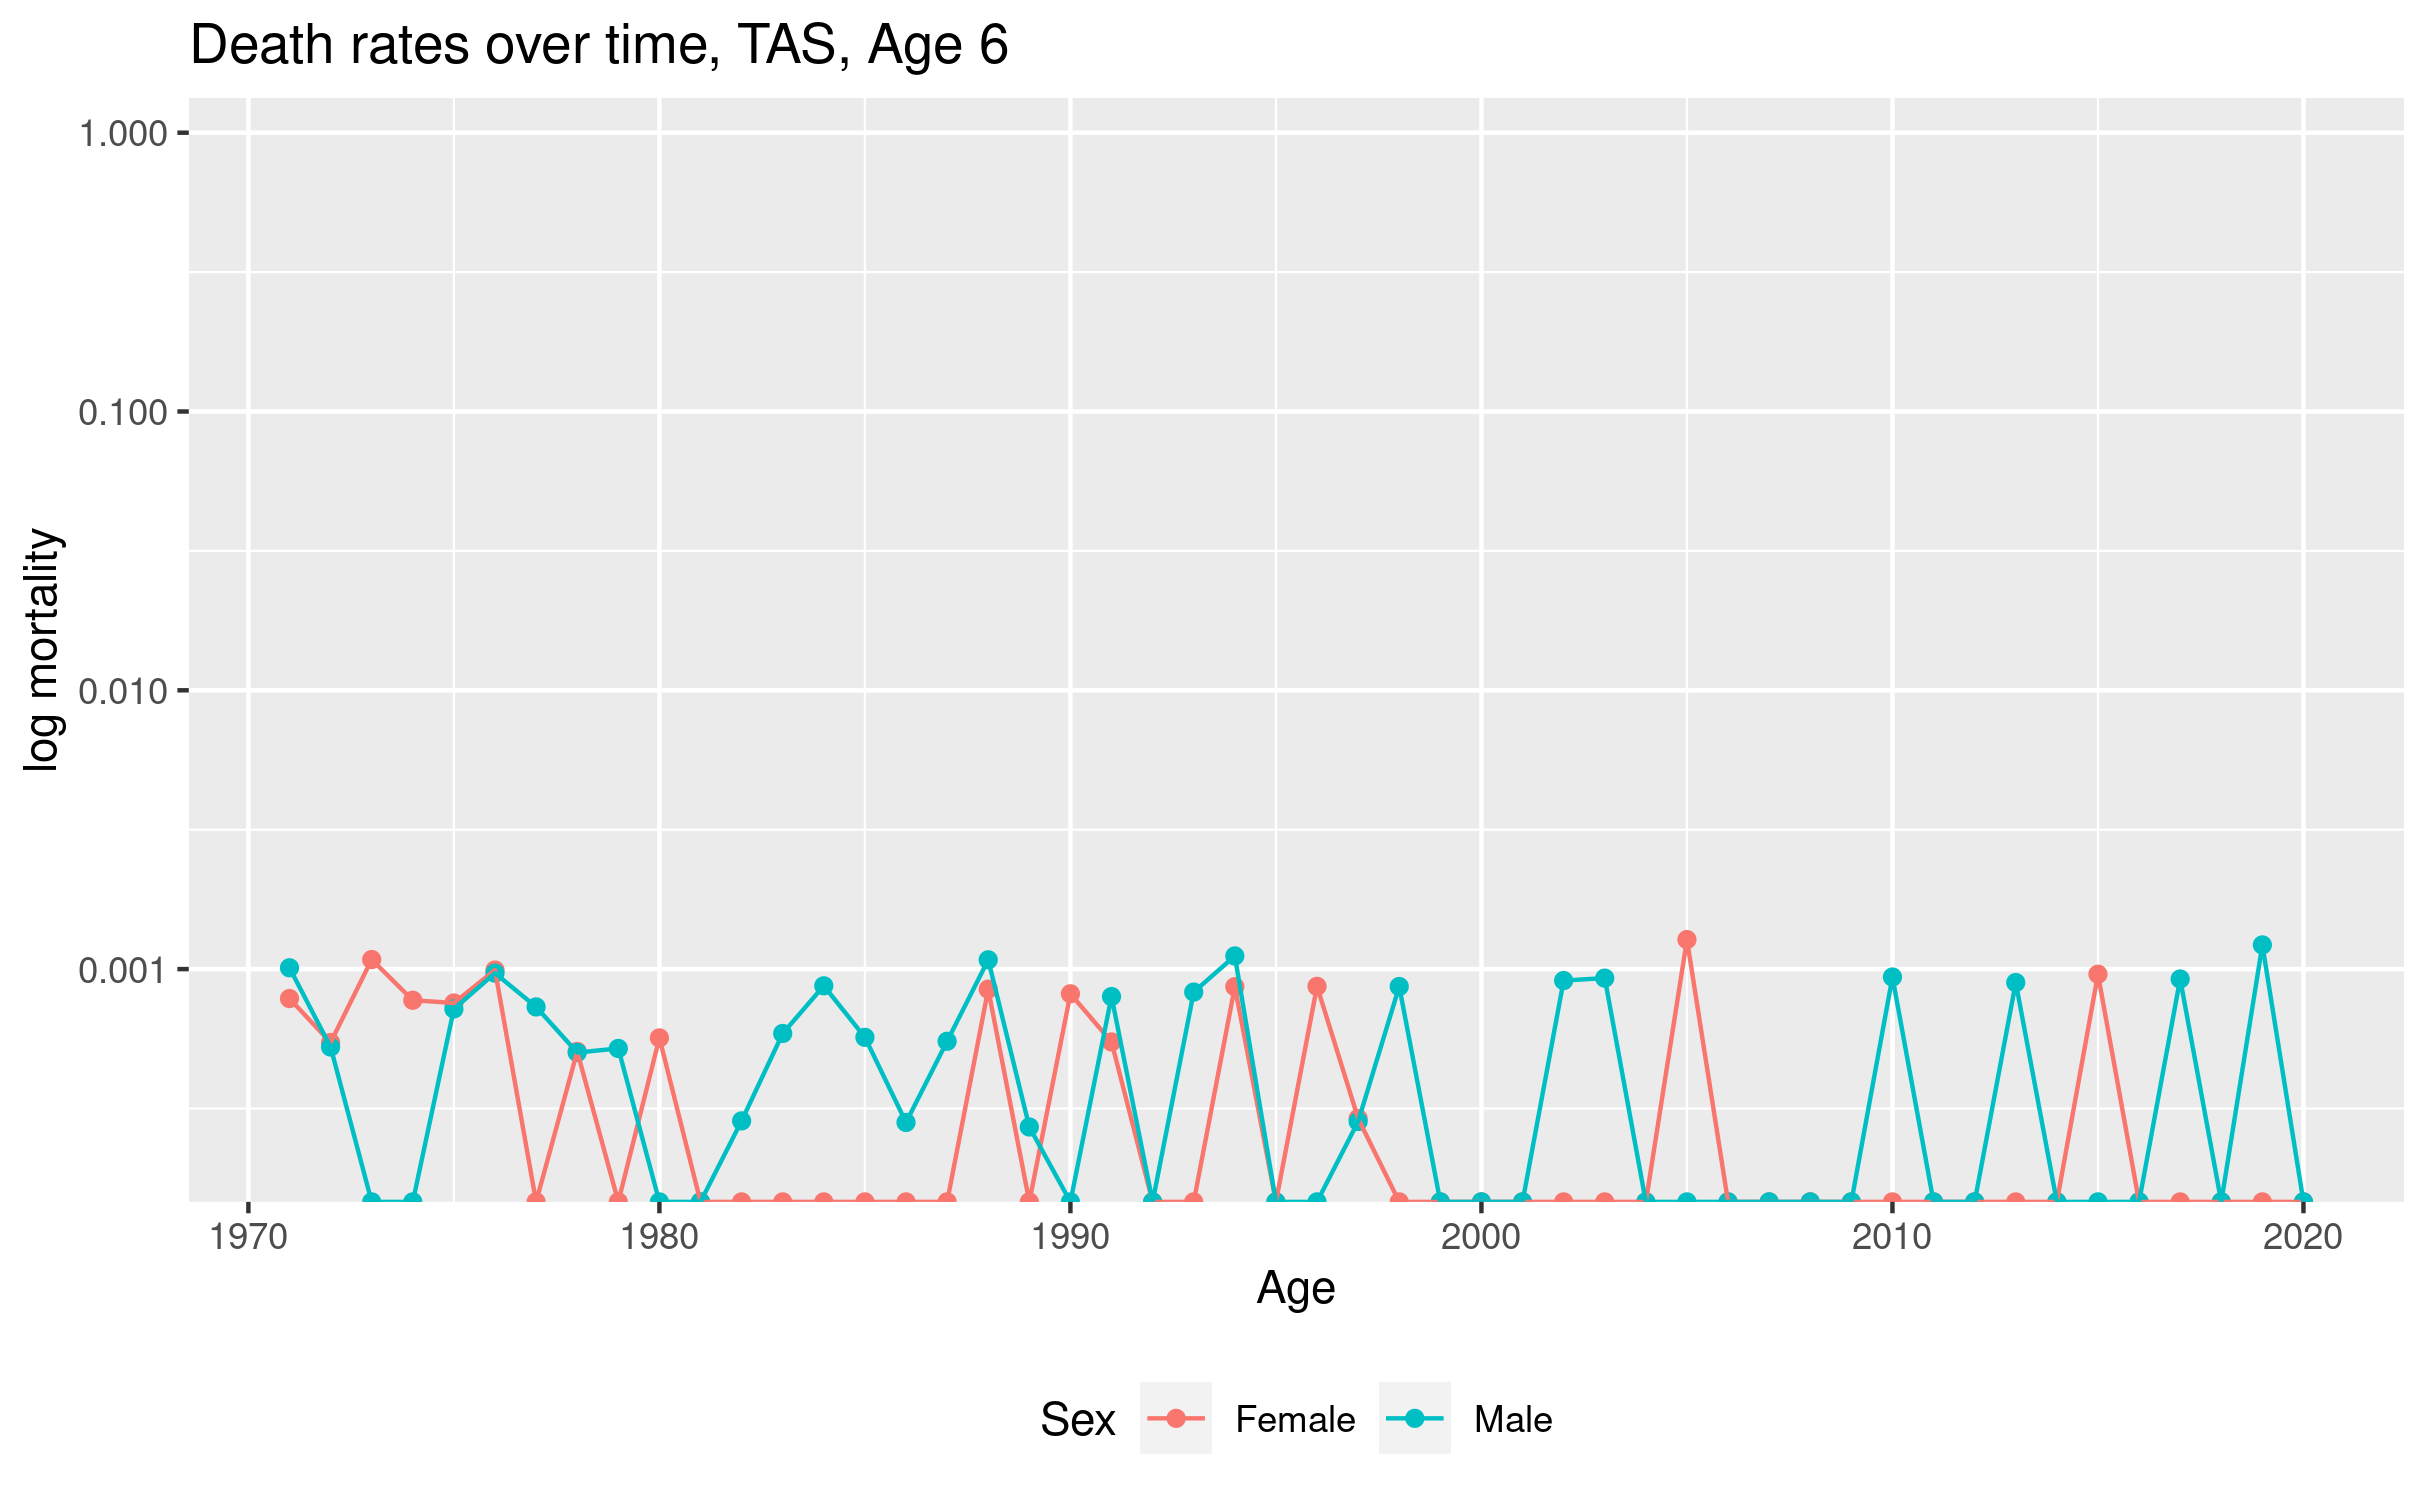 Death rates over time, TAS, Age 6
log mortality
1.000
0.100
0.010
0.001
1970 1980 1990 2000 2010 2020
Age
Sex Female Male